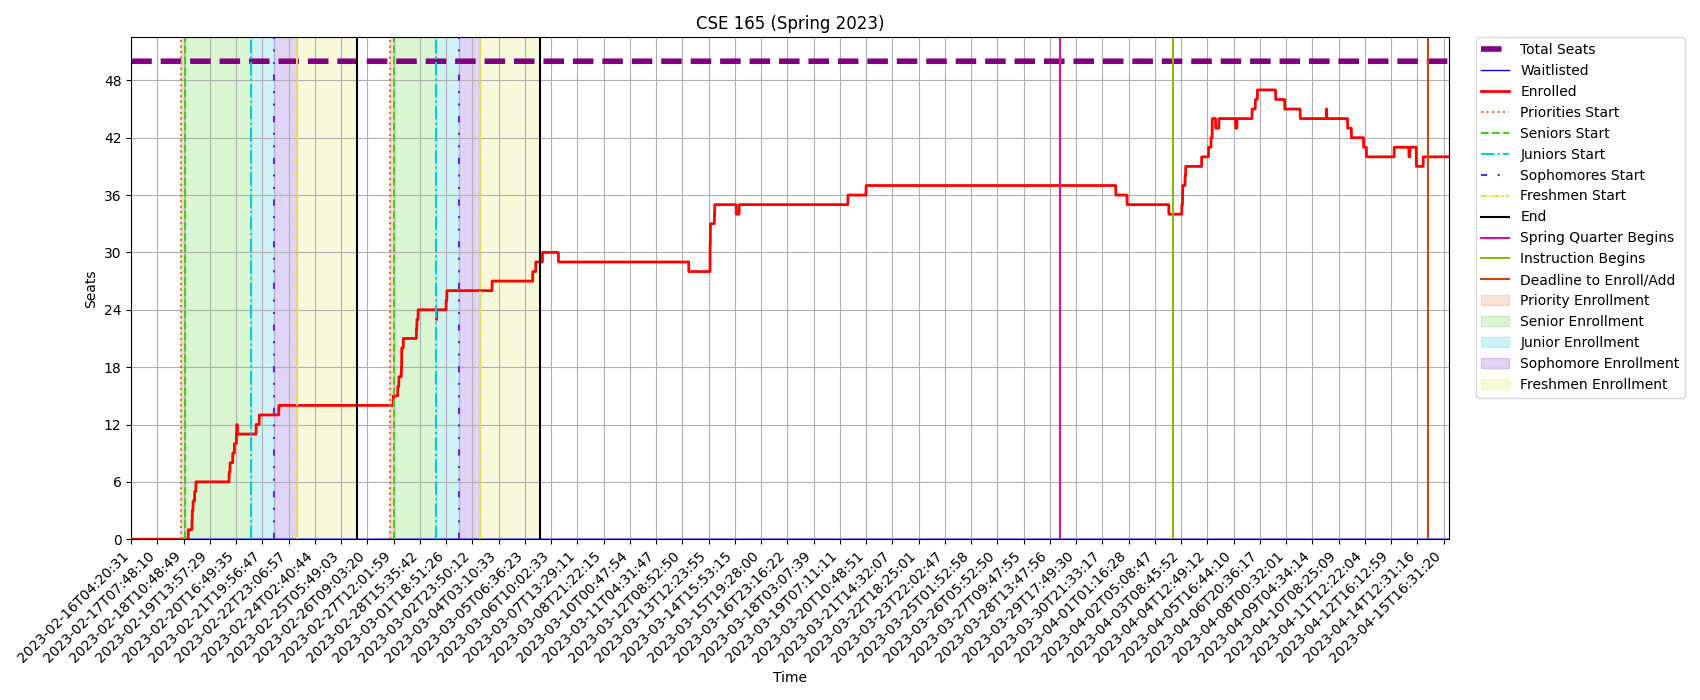 CSE 165 (Spring 2023)
Seats
48
42
36
30
24
18
12
6
0
2023-02-16T04:20:31
2023-02-17T07:48:10
2023-02-18T10:48:49
2023-02-19T13:57:29
2023-02-20T16:49:35
2023-02-21T19:56:47
2023-02-22T23:06:57
2023-02-24T02:40:44
2023-02-25T05:49:03
2023-02-26T09:03:20
2023-02-27T12:01:59
2023-02-28T15:35:42
2023-03-01T18:51:26
2023-03-02T23:50:12
2023-03-04T03:10:33
2023-03-05T06:36:23
2023-03-06T10:02:33
2023-03-07T13:29:11
2023-03-08T21:22:15
2023-03-10T00:47:54
2023-03-11T04:31:47
2023-03-12T08:52:50
2023-03-13T12:23:55
2023-03-14T15:53:15
2023-03-15T19:28:00
2023-03-16T23:16:22
2023-03-18T03:07:39
2023-03-19T07:11:11
2023-03-20T10:48:51
2023-03-21T14:32:07
2023-03-22T18:25:01
2023-03-23T22:02:47
2023-03-25T01:52:58
2023-03-26T05:52:50
2023-03-27T09:47:55
2023-03-28T13:47:56
2023-03-29T17:49:30
2023-03-30T21:33:17
2023-04-01T01:16:28
2023-04-02T05:08:47
2023-04-03T08:45:52
2023-04-04T12:49:12
2023-04-05T16:44:10
2023-04-06T20:36:17
2023-04-08T00:32:01
2023-04-09T04:34:14
2023-04-10T08:25:09
2023-04-11T12:22:04
2023-04-12T16:12:59
2023-04-14T12:31:16
2023-04-15T16:31:20
Time
Total Seats
Waitlisted
Enrolled
Priorities Start
Seniors Start
Juniors Start
Sophomores Start
Freshmen Start
End
Spring Quarter Begins
Instruction Begins
Deadline to Enroll/Add
Priority Enrollment
Senior Enrollment
Junior Enrollment
Sophomore Enrollment
Freshmen Enrollment